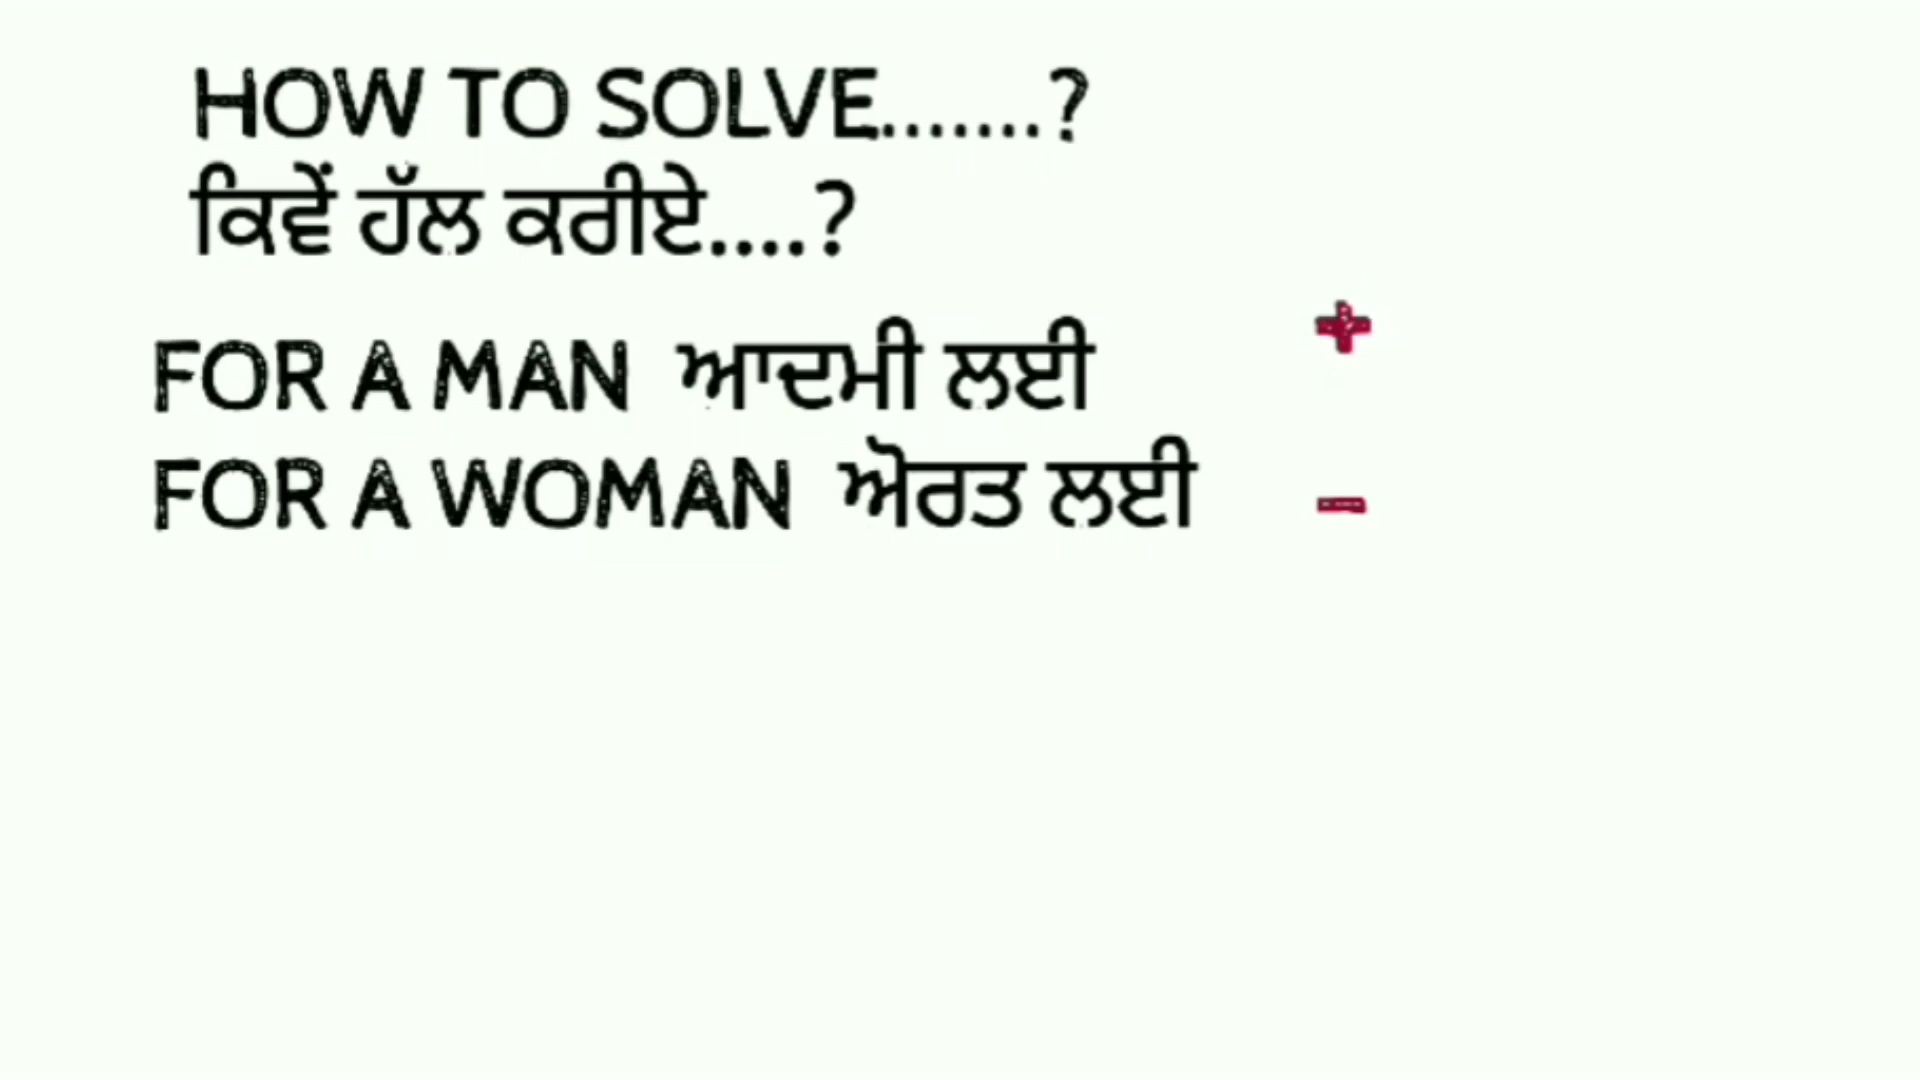 HOW TO SOLVE.......?
ਕਿਵੇਂ ਹੱਲ ਕਰੀਏ....?
+
FOR A MAN ਆਦਮੀ ਲਈ
FOR A WOMAN ਔਰਤ ਲਈ -